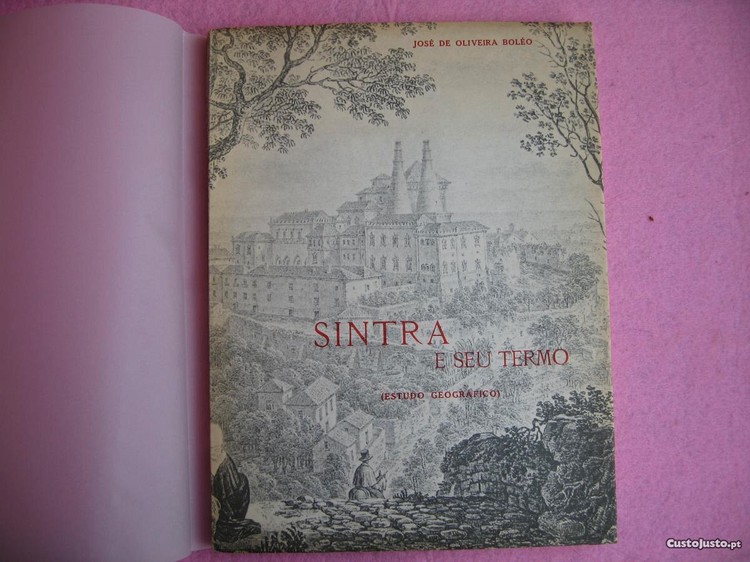 JOSÉ DE OLIVEIRA BOLÉO
SINTRA
E SEU TERMO
(ESTUDO GEOGRÁFICO)
CustoJusto.pt